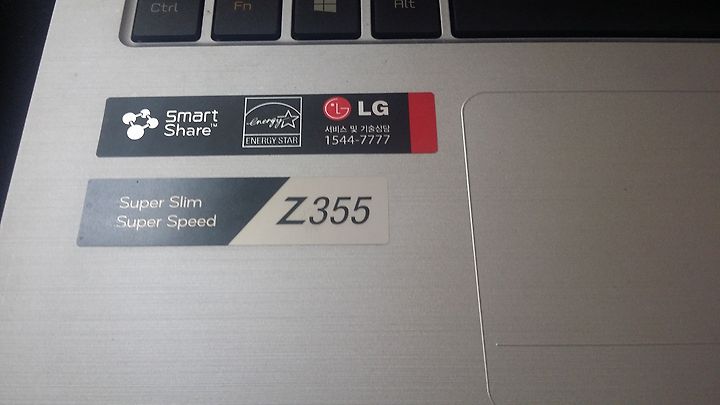 Ctrl
Fn
Alt
Smart
Share™
energy
ENERGY STAR
LG
서비스 및 기술상담
1544-7777
Super Slim
Super Speed
Z355